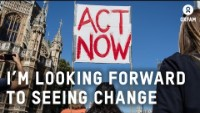 OXFAM
ACT
NOW
I'M LOOKING FORWARD
TO SEEING CHANGE